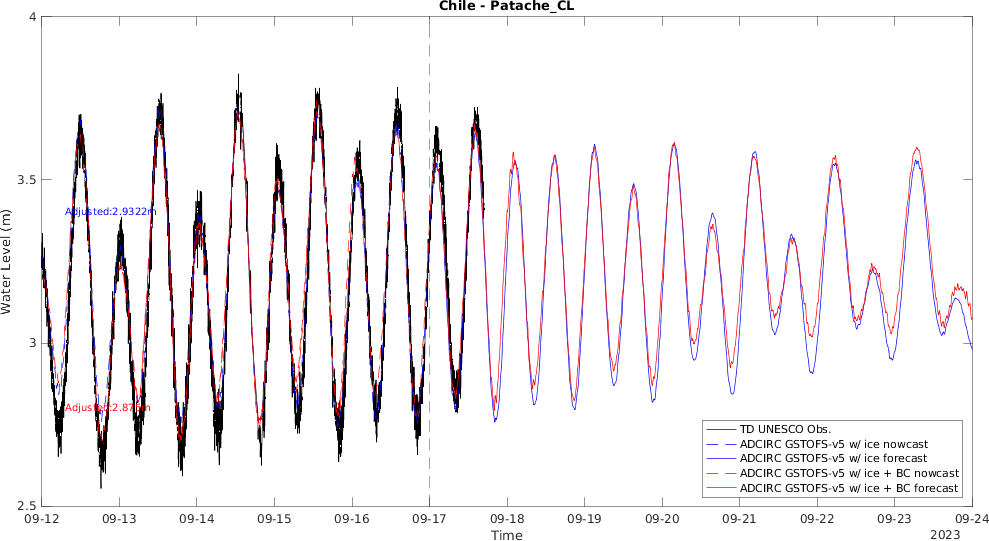 Chile - Patache_CL
Water Level (m)
4
3.5
3
2.5
Adjusted:2.9322m
TD UNESCO Obs.
ADCIRC GSTOFS-v5 w/ ice nowcast
ADCIRC GSTOFS-v5 w/ ice forecast
ADCIRC GSTOFS-v5 w/ ice + BC nowcast
ADCIRC GSTOFS-v5 w/ ice + BC forecast
09-12 09-13 09-14 09-15 09-16 09-17 09-18 09-19 09-20 09-21 09-22 09-23 09-24
Time
2023